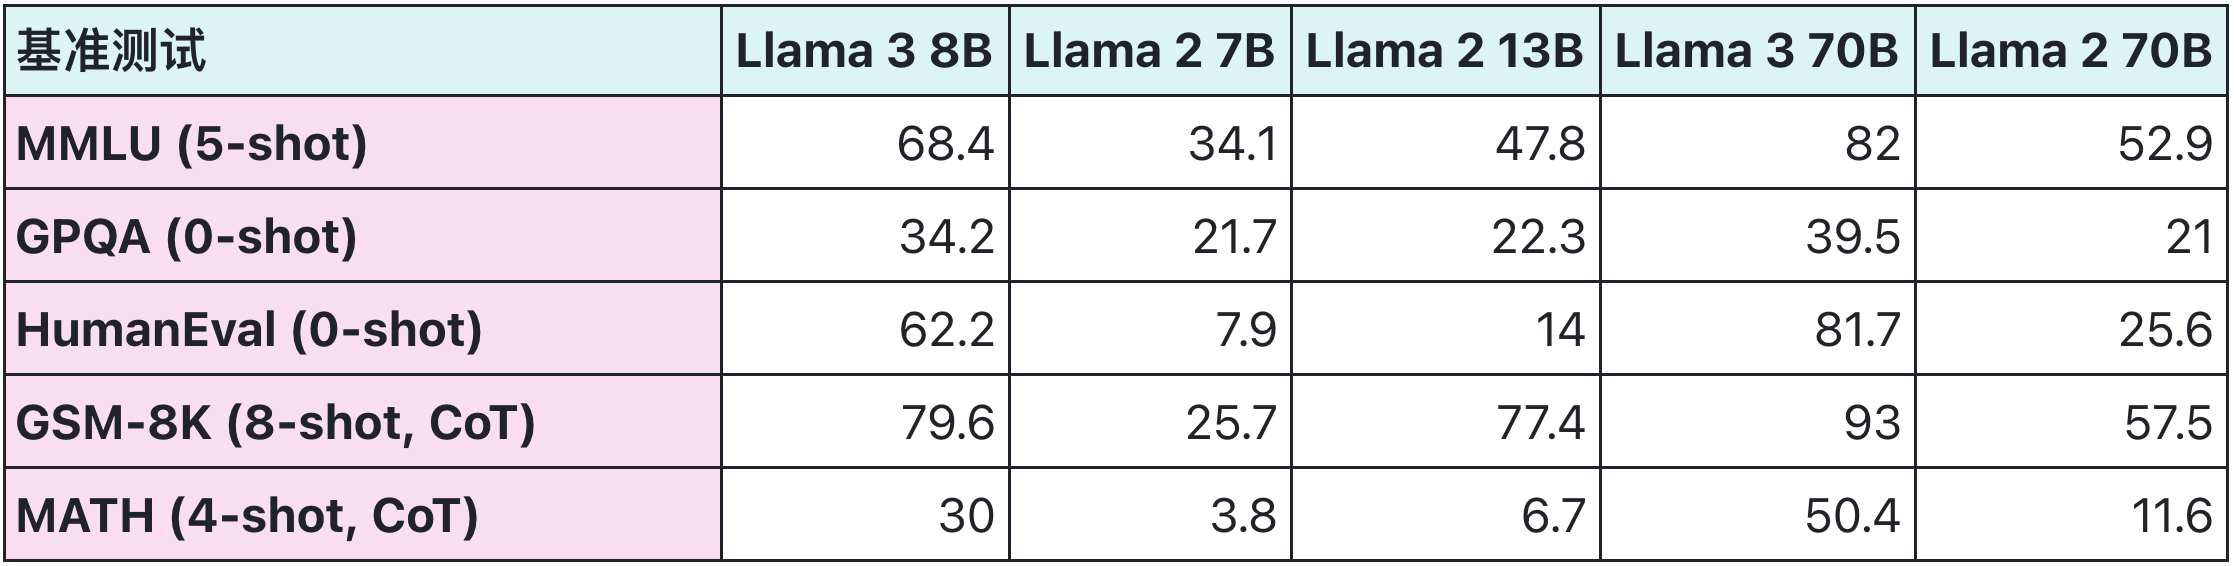 基准测试 Llama 3 8B Llama 2 7B Llama 2 13B Llama 3 70B Llama 2 70B
MMLU (5-shot) 68.4 34.1 47.8 82 52.9
GPQA (0-shot) 34.2 21.7 22.3 39.5 21
HumanEval (0-shot) 62.2 7.9 14 81.7 25.6
GSM-8K (8-shot, CoT) 79.6 25.7 77.4 93 57.5
MATH (4-shot, CoT) 30 3.8 6.7 50.4 11.6